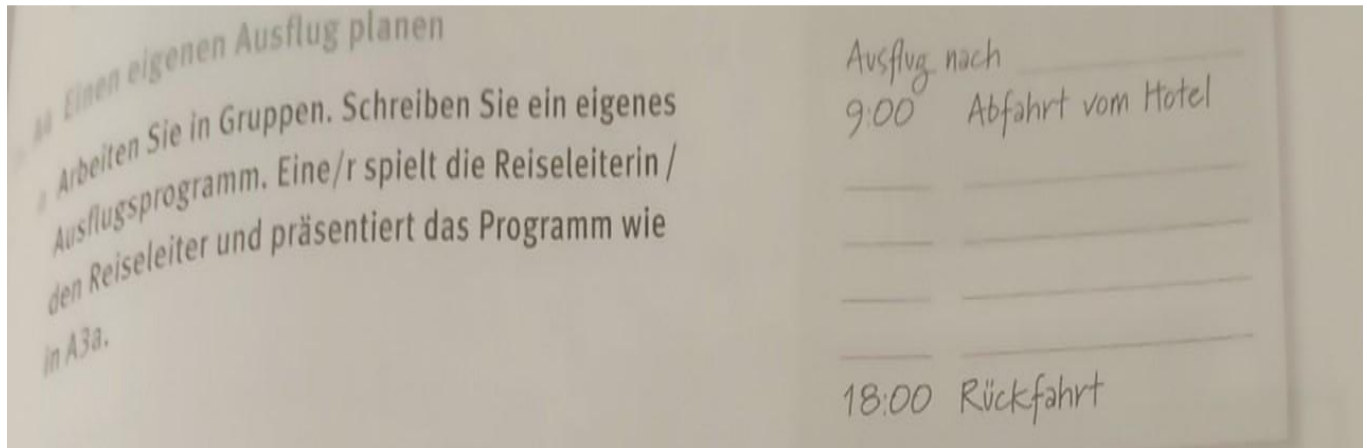 A4 Einen eigenen Ausflug planen
Arbeiten Sie in Gruppen. Schreiben Sie ein eigenes
Ausflugsprogramm. Eine/r spielt die Reiseleiterin /
den Reiseleiter und präsentiert das Programm wie
in A3a.
Ausflug nach
9:00 Abfahrt vom Hotel
18:00 Rückfahrt